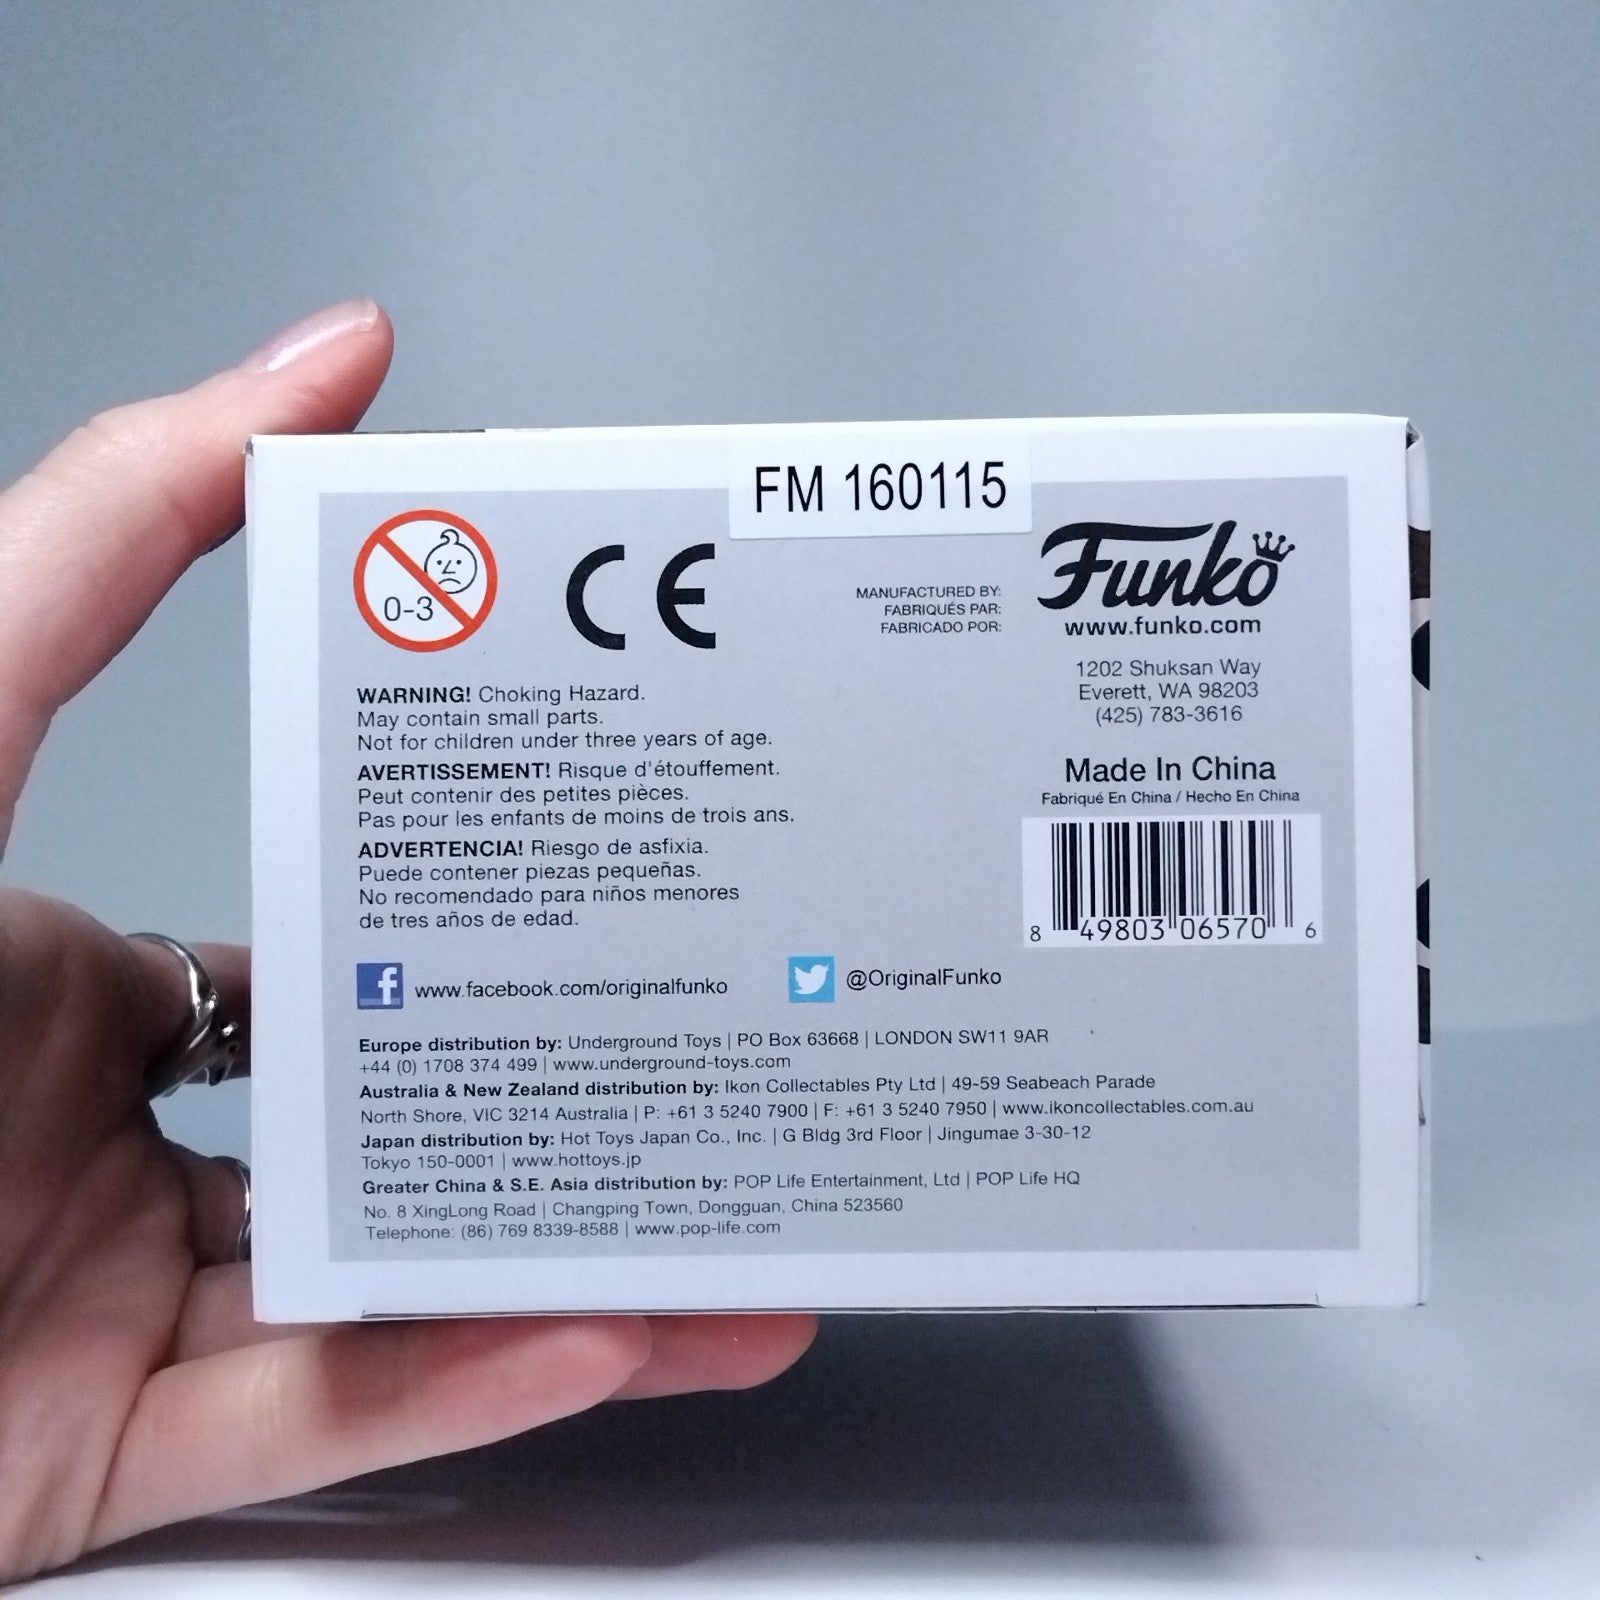 FM 160115
0-3
CE
MANUFACTURED BY:
FABRIQUÉS PAR:
FABRICADO POR:
Funko
www.funko.com
1202 Shuksan Way
Everett, WA 98203
(425) 783-3616
WARNING! Choking Hazard.
May contain small parts.
Not for children under three years of age.
AVERTISSEMENT! Risque d'étouffement.
Peut contenir des petites pièces.
Pas pour les enfants de moins de trois ans.
ADVERTENCIA! Riesgo de asfixia.
Puede contener piezas pequeñas.
No recomendado para niños menores
de tres años de edad.
Made In China
Fabriqué En China / Hecho En China
8 49803 06570 6
f www.facebook.com/originalfunko
@OriginalFunko
Europe distribution by: Underground Toys | PO Box 63668 | LONDON SW11 9AR
+44 (0) 1708 374 499 | www.underground-toys.com
Australia & New Zealand distribution by: Ikon Collectables Pty Ltd | 49-59 Seabeach Parade
North Shore, VIC 3214 Australia | P: +61 3 5240 7900 | F: +61 3 5240 7950 | www.ikoncollectables.com.au
Japan distribution by: Hot Toys Japan Co., Inc. | G Bldg 3rd Floor | Jingumae 3-30-12
Tokyo 150-0001 | www.hottoys.jp
Greater China & S.E. Asia distribution by: POP Life Entertainment, Ltd | POP Life HQ
No. 8 XingLong Road | Changping Town, Dongguan, China 523560
Telephone: (86) 769 8339-8588 | www.pop-life.com